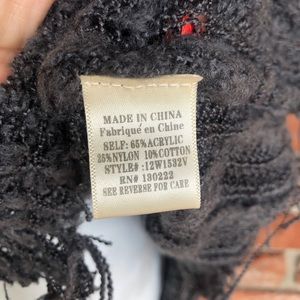 MADE IN CHINA
Fabriqué en Chine
SELF: 65%ACRYLIC
25%NYLON 10%COTTON
STYLE#: 12W1532V
RN# 130222
SEE REVERSE FOR CARE